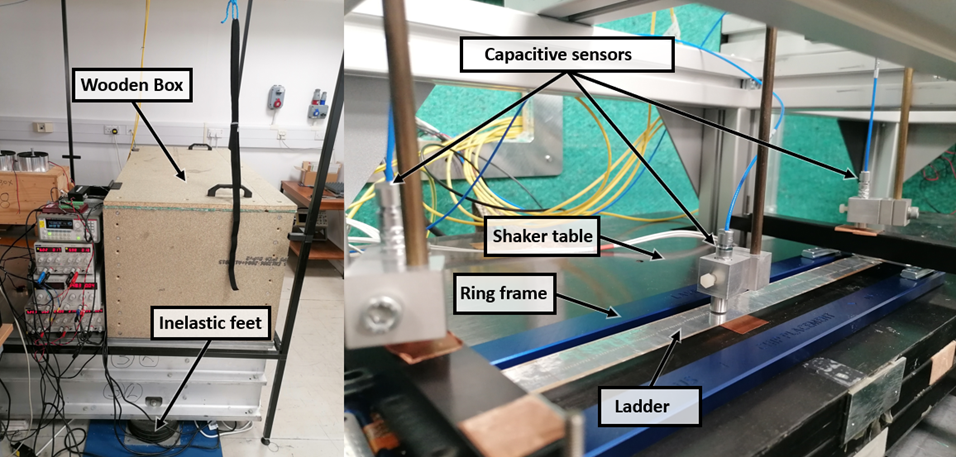 Wooden Box
Inelastic feet
Capacitive sensors
Shaker table
Ring frame
Ladder